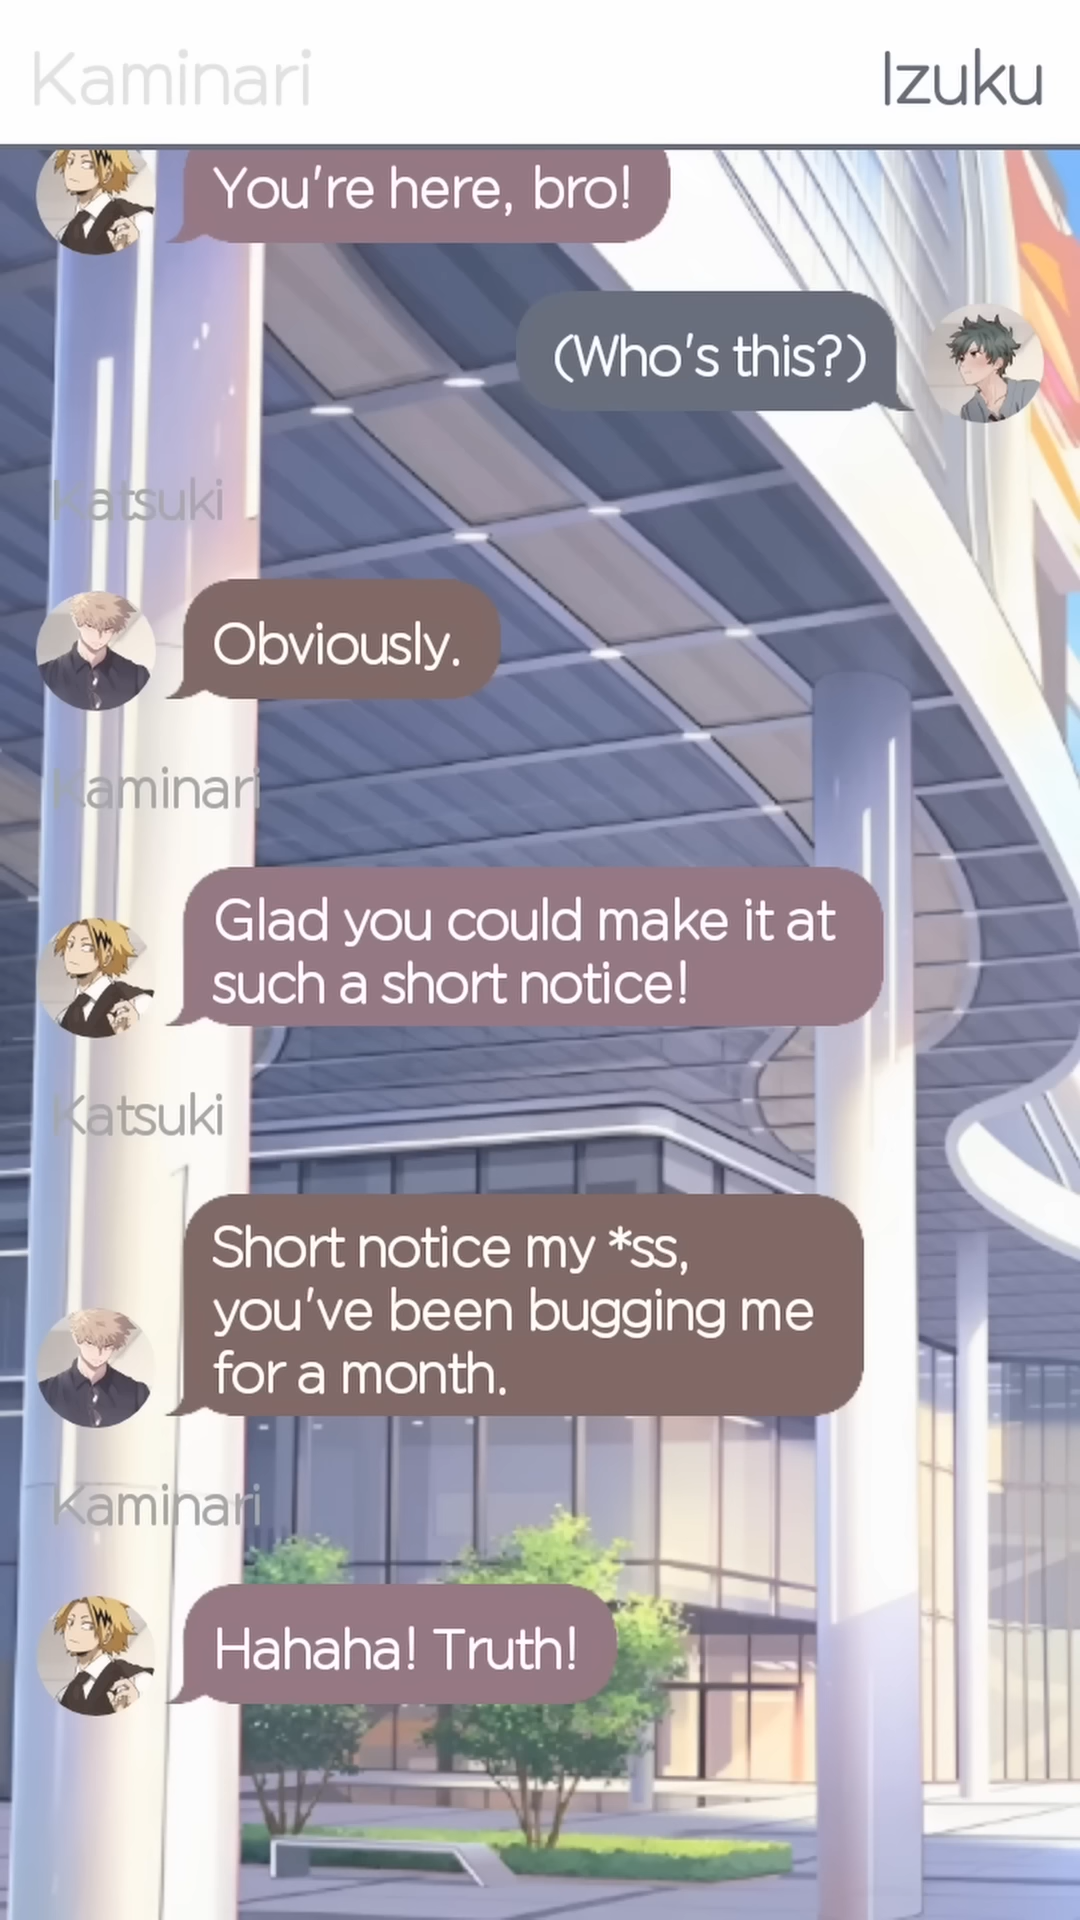 Kaminari
Izuku
You're here, bro!
(Who's this?)
Katsuki
Obviously.
Kaminari
Glad you could make it at
such a short notice!
Katsuki
Short notice my *ss,
you've been bugging me
for a month.
Kaminari
Hahaha! Truth!